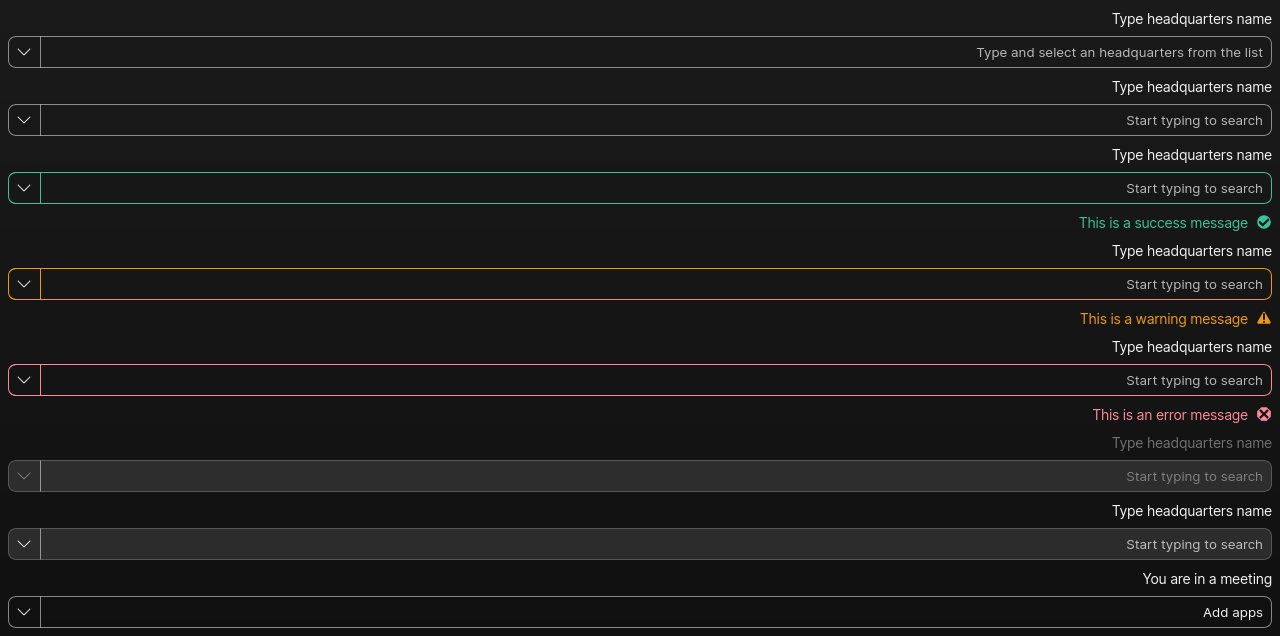 Type headquarters name
Type and select an headquarters from the list
Type headquarters name
Start typing to search
Type headquarters name
Start typing to search
This is a success message
Type headquarters name
Start typing to search
This is a warning message
Type headquarters name
Start typing to search
This is an error message
Type headquarters name
Start typing to search
Type headquarters name
Start typing to search
You are in a meeting
Add apps